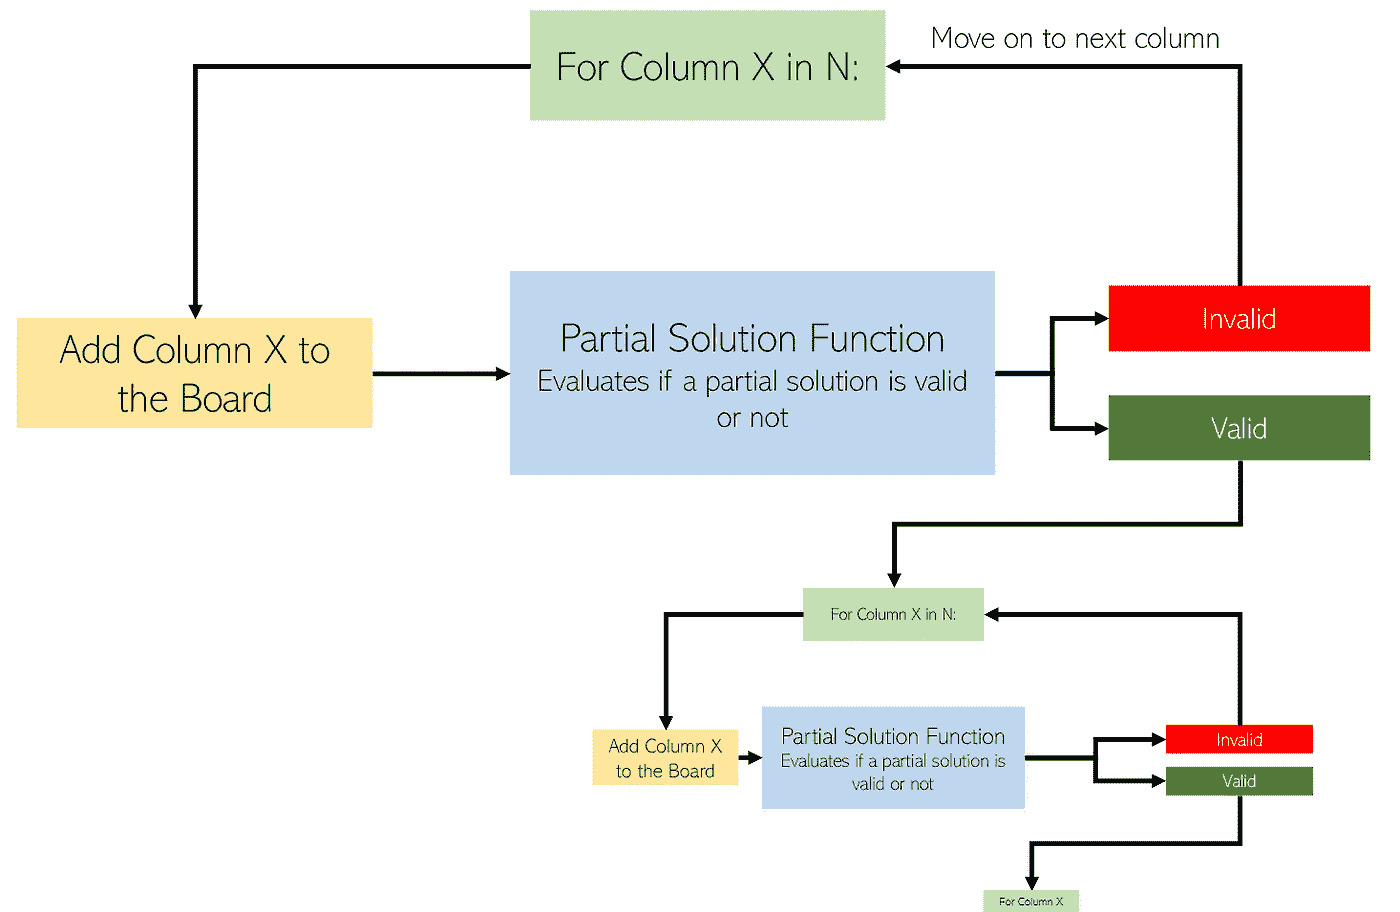 Move on to next column
For Column X in N:
Add Column X to
the Board
Partial Solution Function
Evaluates if a partial solution is valid
or not
Invalid
Valid
For Column X in N:
Add Column X
to the Board
Partial Solution Function
Evaluates if a partial solution is
valid or not
Invalid
Valid
For Column X